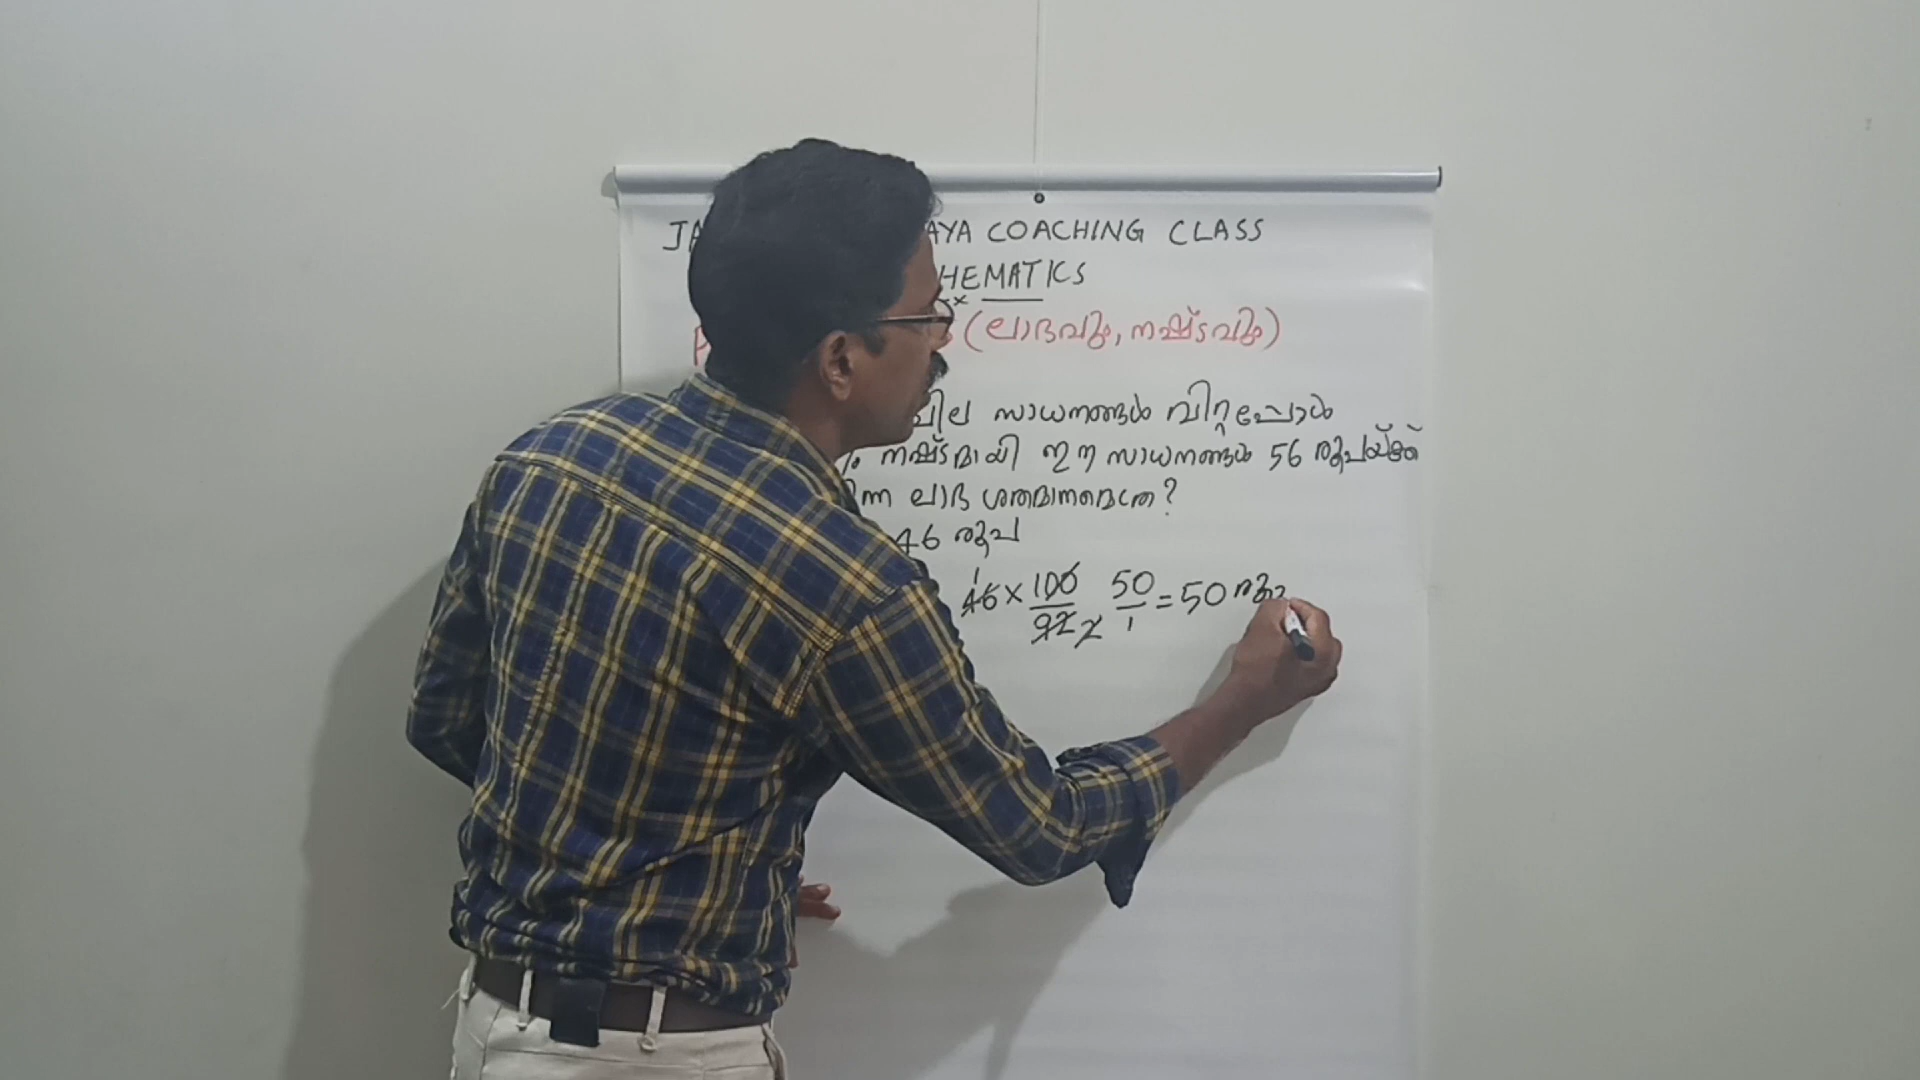 JA AYA COACHING CLASS
HEMATICS
P (ലാഭവും, നഷ്ടവും)
വില സാധനങ്ങൾ വിറ്റപ്പോൾ
% നഷ്ടമായി ഈ സാധനങ്ങൾ 56 രൂപയ്ക്ക്
ന്ന ലാഭ ശതമാനമെത്ര?
46 രൂപ
46 × 100/92 50/1 = 50 രൂപ